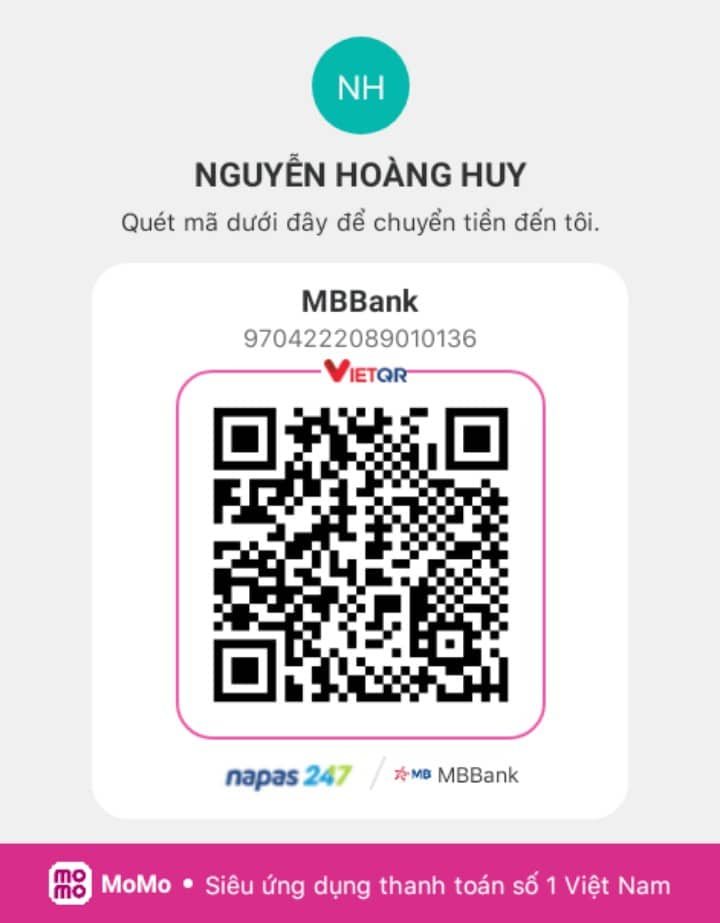 NH
NGUYỄN HOÀNG HUY
Quét mã dưới đây để chuyển tiền đến tôi.
MBBank
9704222089010136
VIETQR
napas 247
MB MBBank
MoMo MoMo • Siêu ứng dụng thanh toán số 1 Việt Nam